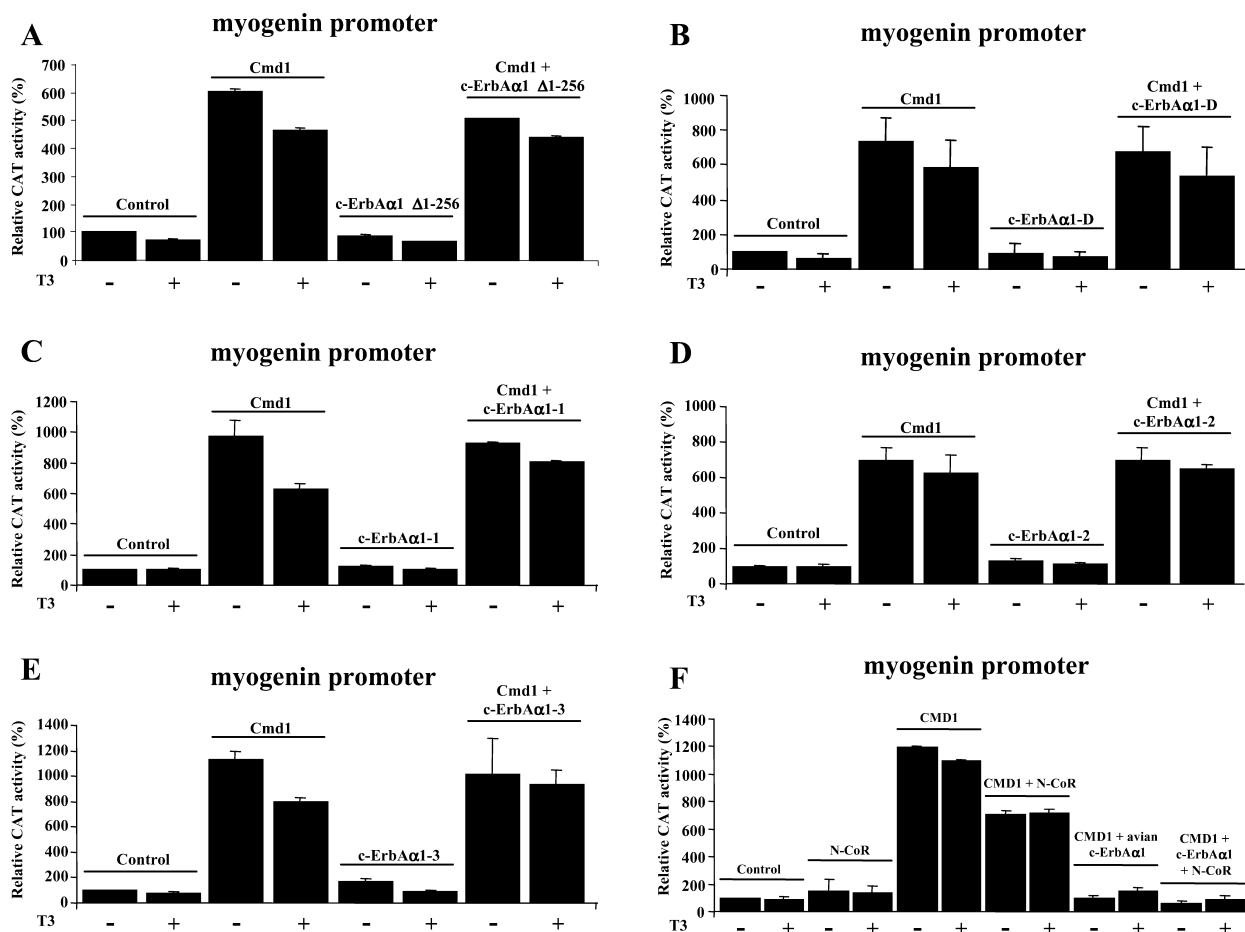 A
myogenin promoter
Relative CAT activity (%)
700
600
500
400
300
200
100
0
Control
Cmd1
c-ErbAα1 Δ1-256
Cmd1 +
c-ErbAα1 Δ1-256
T3 - + - + - + - +
B
myogenin promoter
Relative CAT activity (%)
1000
800
600
400
200
0
Control
Cmd1
c-ErbAα1-D
Cmd1 +
c-ErbAα1-D
T3 - + - + - + - +
C
myogenin promoter
Relative CAT activity (%)
1200
1000
800
600
400
200
0
Control
Cmd1
c-ErbAα1-1
Cmd1 +
c-ErbAα1-1
T3 - + - + - + - +
D
myogenin promoter
Relative CAT activity (%)
1000
800
600
400
200
0
Control
Cmd1
c-ErbAα1-2
Cmd1 +
c-ErbAα1-2
T3 - + - + - + - +
E
myogenin promoter
Relative CAT activity (%)
1400
1200
1000
800
600
400
200
0
Control
Cmd1
c-ErbAα1-3
Cmd1 +
c-ErbAα1-3
T3 - + - + - + - +
F
myogenin promoter
Relative CAT activity (%)
1400
1200
1000
800
600
400
200
0
Control
N-CoR
CMD1
CMD1 + N-CoR
CMD1 + avian
c-ErbAα1
CMD1 +
c-ErbAα1
+ N-CoR
T3 - + - + - + - + - + - +